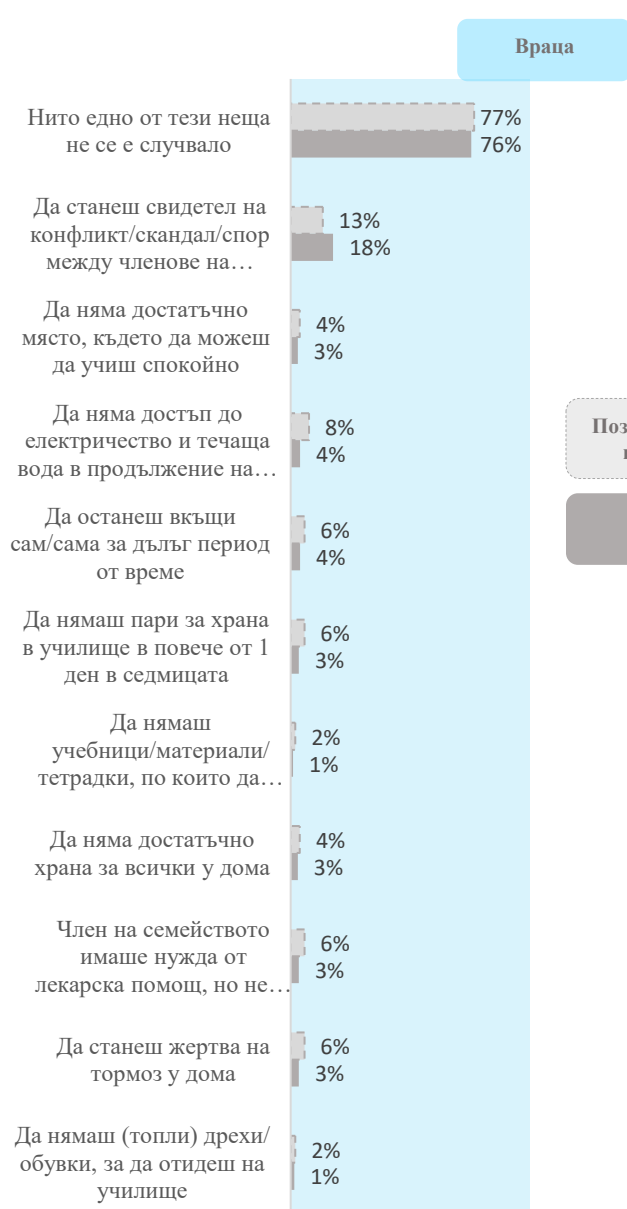 Враца
Нито едно от тези неща
не се е случвало
77%
76%
Да станеш свидетел на
конфликт/скандал/спор
между членове на…
13%
18%
Да няма достатъчно
място, където да можеш
да учиш спокойно
4%
3%
Да няма достъп до
електричество и течаща
вода в продължение на…
8%
4%
Да останеш вкъщи
сам/сама за дълъг период
от време
6%
4%
Да нямаш пари за храна
в училище в повече от 1
ден в седмицата
6%
3%
Да нямаш
учебници/материали/
тетрадки, по които да…
2%
1%
Да няма достатъчно
храна за всички у дома
4%
3%
Член на семейството
имаше нужда от
лекарска помощ, но не…
6%
3%
Да станеш жертва на
тормоз у дома
6%
3%
Да нямаш (топли) дрехи/
обувки, за да отидеш на
училище
2%
1%